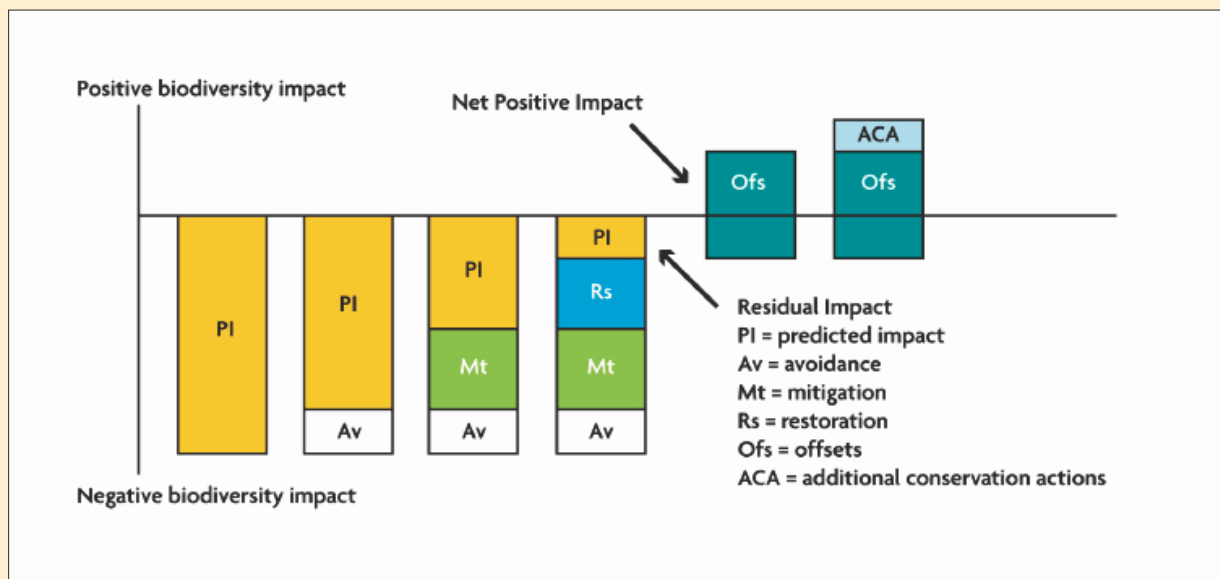 Positive biodiversity impact
Net Positive Impact
ACA
Ofs
Ofs
PI
PI
PI
PI
Rs
Mt
Mt
Av
Av
Av
Residual Impact
PI = predicted impact
Av = avoidance
Mt = mitigation
Rs = restoration
Ofs = offsets
ACA = additional conservation actions
Negative biodiversity impact